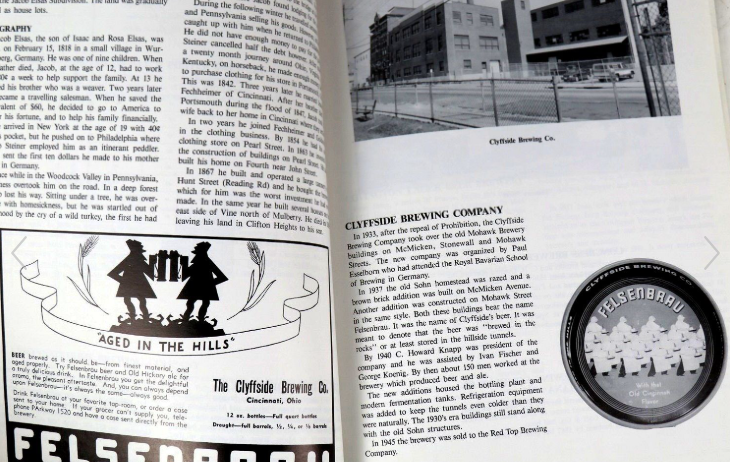 as house lots.
GRAPHY
cob Elsas, the son of Isaac and Rosa Elsas, was
on February 15, 1818 in a small village in Wur-
berg, Germany. He was one of nine children. When
ather died, Jacob, at the age of 12, had to work
0¢ a week to help support the family. At 13 he
d his brother who was a weaver. Two years later
became a travelling salesman. When he saved the
valent of $60, he decided to go to America to
his fortune, and to help his family financially.
arrived in New York at the age of 19 with 40¢
pocket, but he pushed on to Philadelphia where
Steiner employed him as an itinerant peddler.
sent the first ten dollars he made to his mother
in Germany.
ce while in the Woodcock Valley in Pennsylvania,
ness overtook him on the road. In a deep forest
lost his way. Sitting under a tree, he was over-
with homesickness, but he was startled out of
mood by the cry of a wild turkey, the first he had
During the following winter he
and Pennsylvania selling his goods.
caught up with him when he returned
He did not have enough money to pay
Steiner cancelled half the debt
a twenty month journey around
Kentucky, on horseback, he made enough
to purchase clothing for his store in Portsmouth
This was 1842. Three years later he married
Fechheimer of Cincinnati. After
Portsmouth during the flood of 1847, Jacob
wife back to her home in Cincinnati
In two years he joined Fechheimer and
in the clothing business. By 1854 he had
clothing store on Pearl Street. In 1861
the construction of buildings on Pearl Street
built his home on Fourth near John
In 1867 he built and operated a large
Hunt Street (Reading Rd) and he bought
which for him was the worst investment he
made. In the same year he built several houses
east side of Vine north of Mulberry. He died
leaving his land in Clifton Heights to his son
"AGED IN THE HILLS"
BEER brewed as it should be—from finest material, and
aged properly. Try Felsenbrau beer and Old Hickory ale for
a truly delicious drink. In Felsenbrau you get the delightful
aroma, the pleasant aftertaste. And, you can always depend
upon Felsenbrau—it's always the same—always good.
Drink Felsenbrau at your favorite tap-room, or order a case
sent to your home. If your grocer can't supply you, tele-
phone PArkway 1520 and have a case sent directly from the
brewery.
The Clyffside Brewing Co.
Cincinnati, Ohio
12 oz. bottles—Full quart bottles
Draught—full barrels, ½, ¼, or ⅛ barrels
FELSENBRAU
Clyffside Brewing Co.
CLYFFSIDE BREWING COMPANY
In 1933, after the repeal of Prohibition, the Clyffside
Brewing Company took over the old Mohawk Brewery
buildings on McMicken, Stonewall and Mohawk
Streets. The new company was organized by Paul
Esselborn who had attended the Royal Bavarian School
of Brewing in Germany.
In 1937 the old Sohn homestead was razed and a
brown brick addition was built on McMicken Avenue.
Another addition was constructed on Mohawk Street
in the same style. Both these buildings bear the name
Felsenbrau. It was the name of Clyffside's beer. It was
meant to denote that the beer was "brewed in the
rocks" or at least stored in the hillside tunnels.
By 1940 C. Howard Knapp was president of the
company and he was assisted by Ivan Fischer and
George Konrig. By then about 150 men worked at the
brewery which produced beer and ale.
The new additions housed the bottling plant and
modern fermentation tanks. Refrigeration equipment
was added to keep the tunnels even colder than they
were naturally. The 1930's era buildings still stand along
with the old Sohn structures.
In 1945 the brewery was sold to the Red Top Brewing
Company.
CLYFFSIDE BREWING CO
FELSENBRAU
With that
Old Cincinnati
Flavor